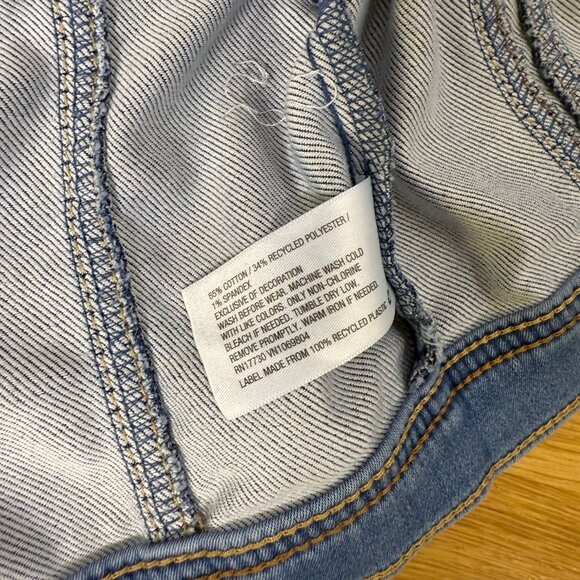 65% COTTON / 34% RECYCLED POLYESTER /
1% SPANDEX
EXCLUSIVE OF DECORATION
WASH BEFORE WEAR. MACHINE WASH COLD
WITH LIKE COLORS. ONLY NON-CHLORINE
BLEACH IF NEEDED. TUMBLE DRY LOW.
REMOVE PROMPTLY. WARM IRON IF NEEDED.
RN17730 VN1069804
LABEL MADE FROM 100% RECYCLED PLASTIC